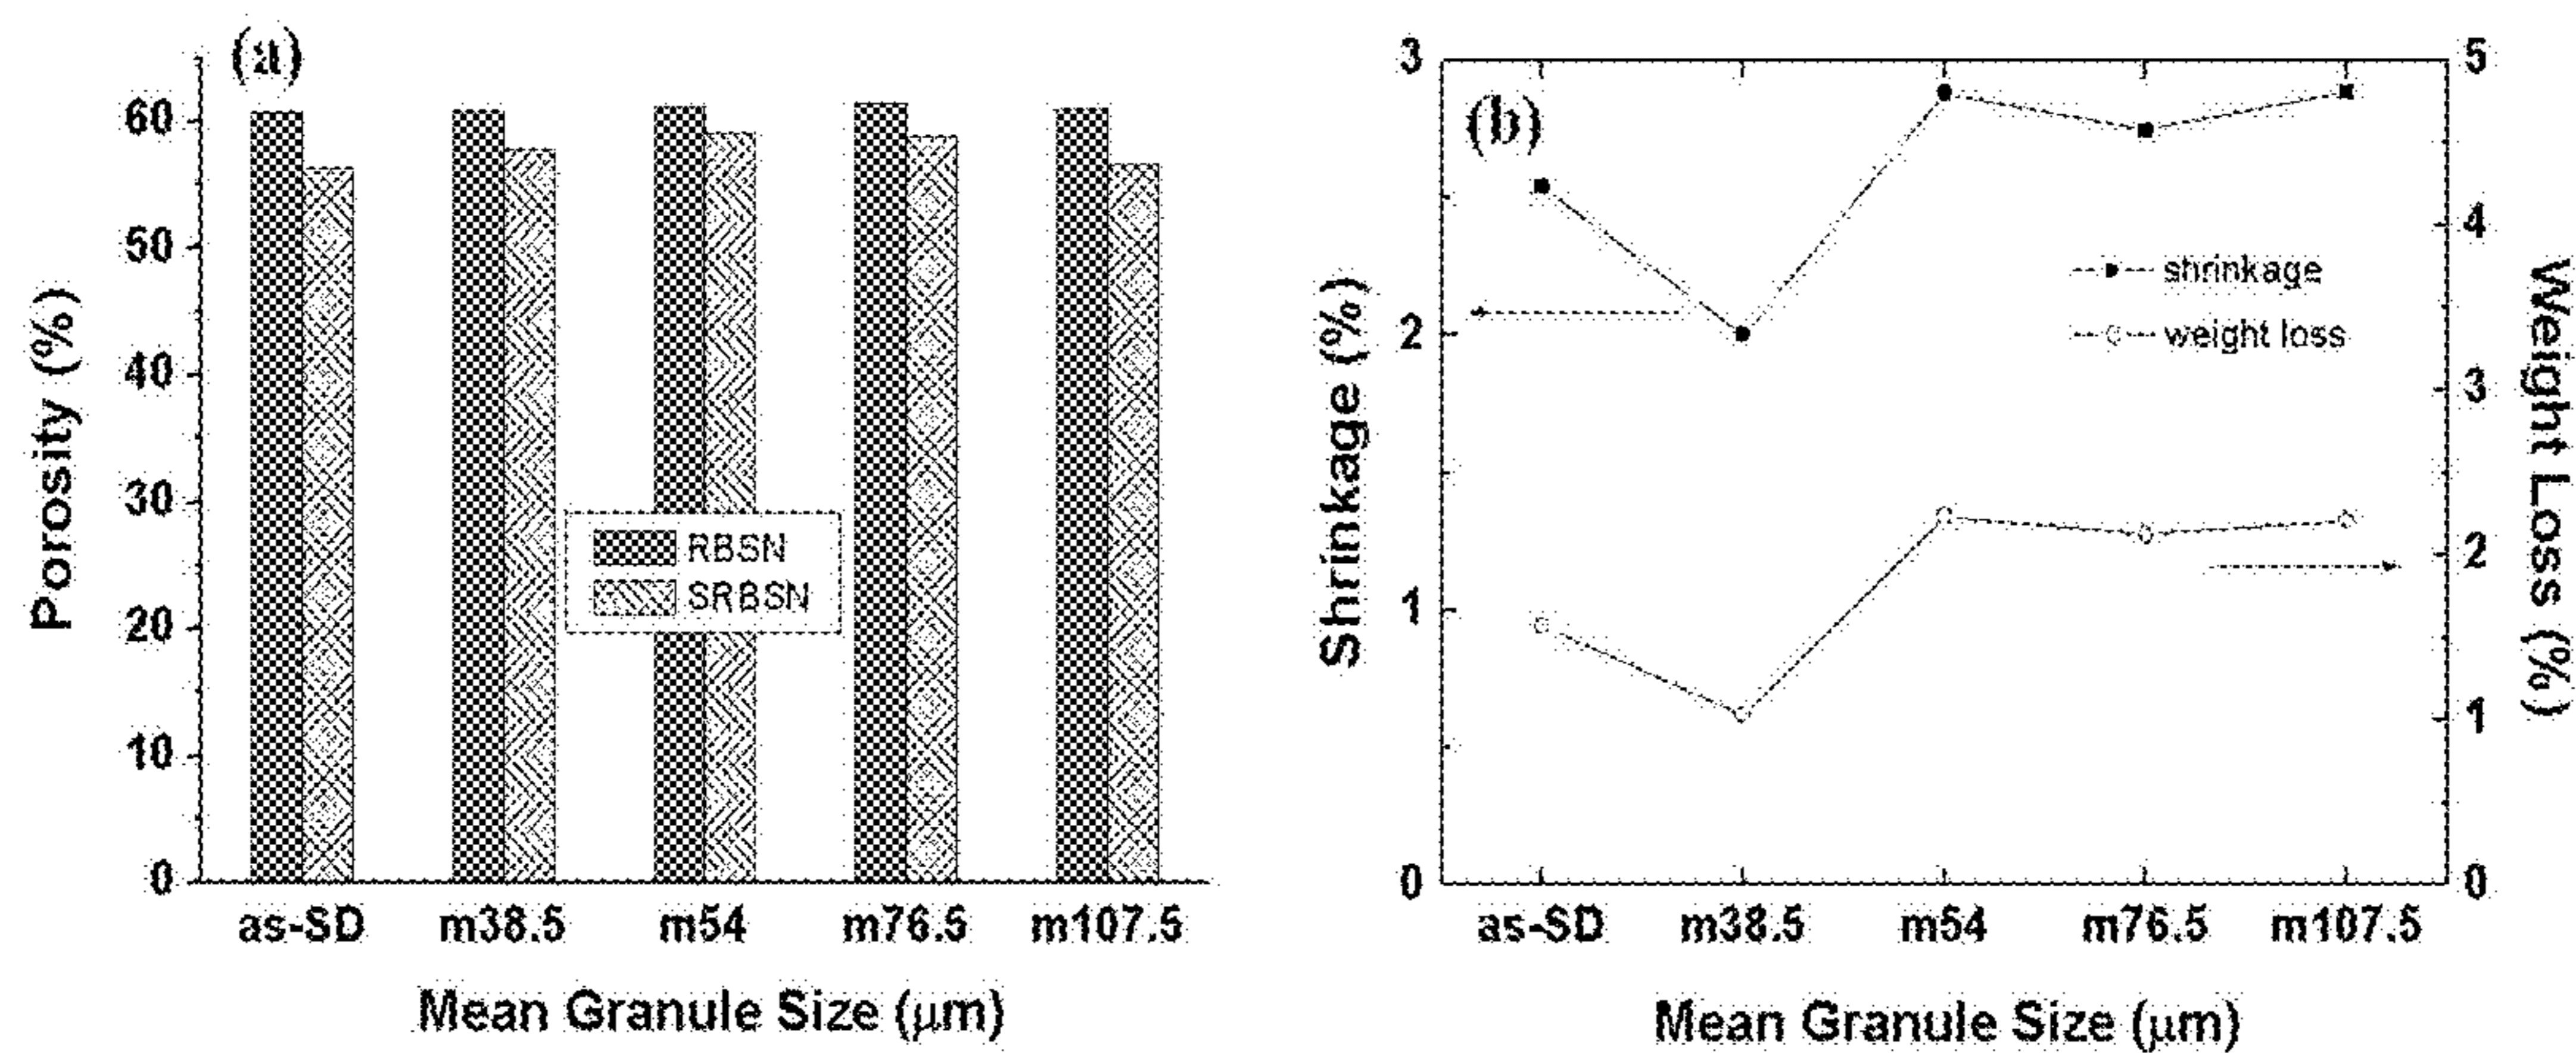 (a)
Porosity (%)
60
50
40
30
20
10
0
RBSN
SRBSN
as-SD m38.5 m54 m76.5 m107.5
Mean Granule Size (μm)
(b)
Shrinkage (%)
3
2
1
0
shrinkage
weight loss
5
4
3
2
1
0
Weight Loss (%)
as-SD m38.5 m54 m76.5 m107.5
Mean Granule Size (μm)